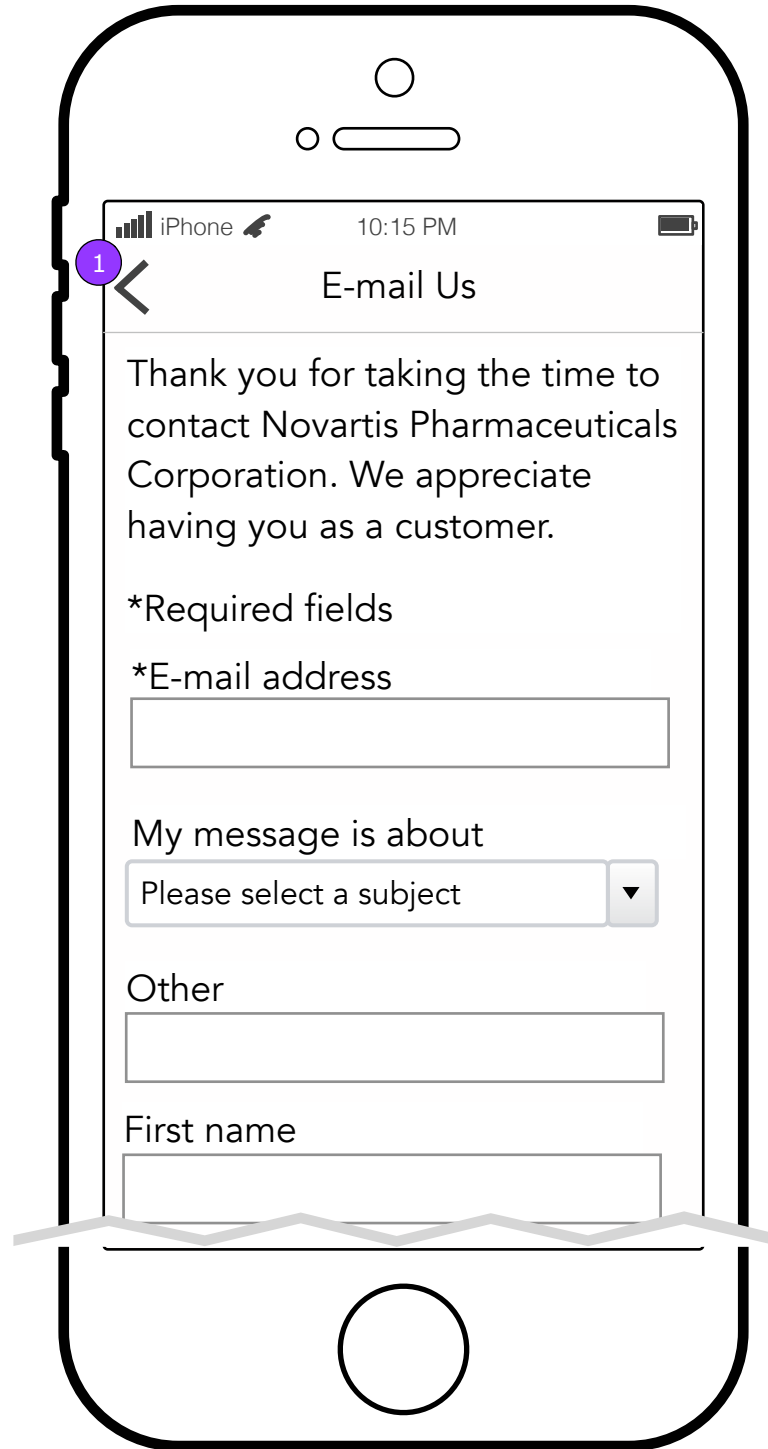 iPhone 10:15 PM
1
E-mail Us
Thank you for taking the time to
contact Novartis Pharmaceuticals
Corporation. We appreciate
having you as a customer.
*Required fields
*E-mail address
My message is about
Please select a subject
Other
First name